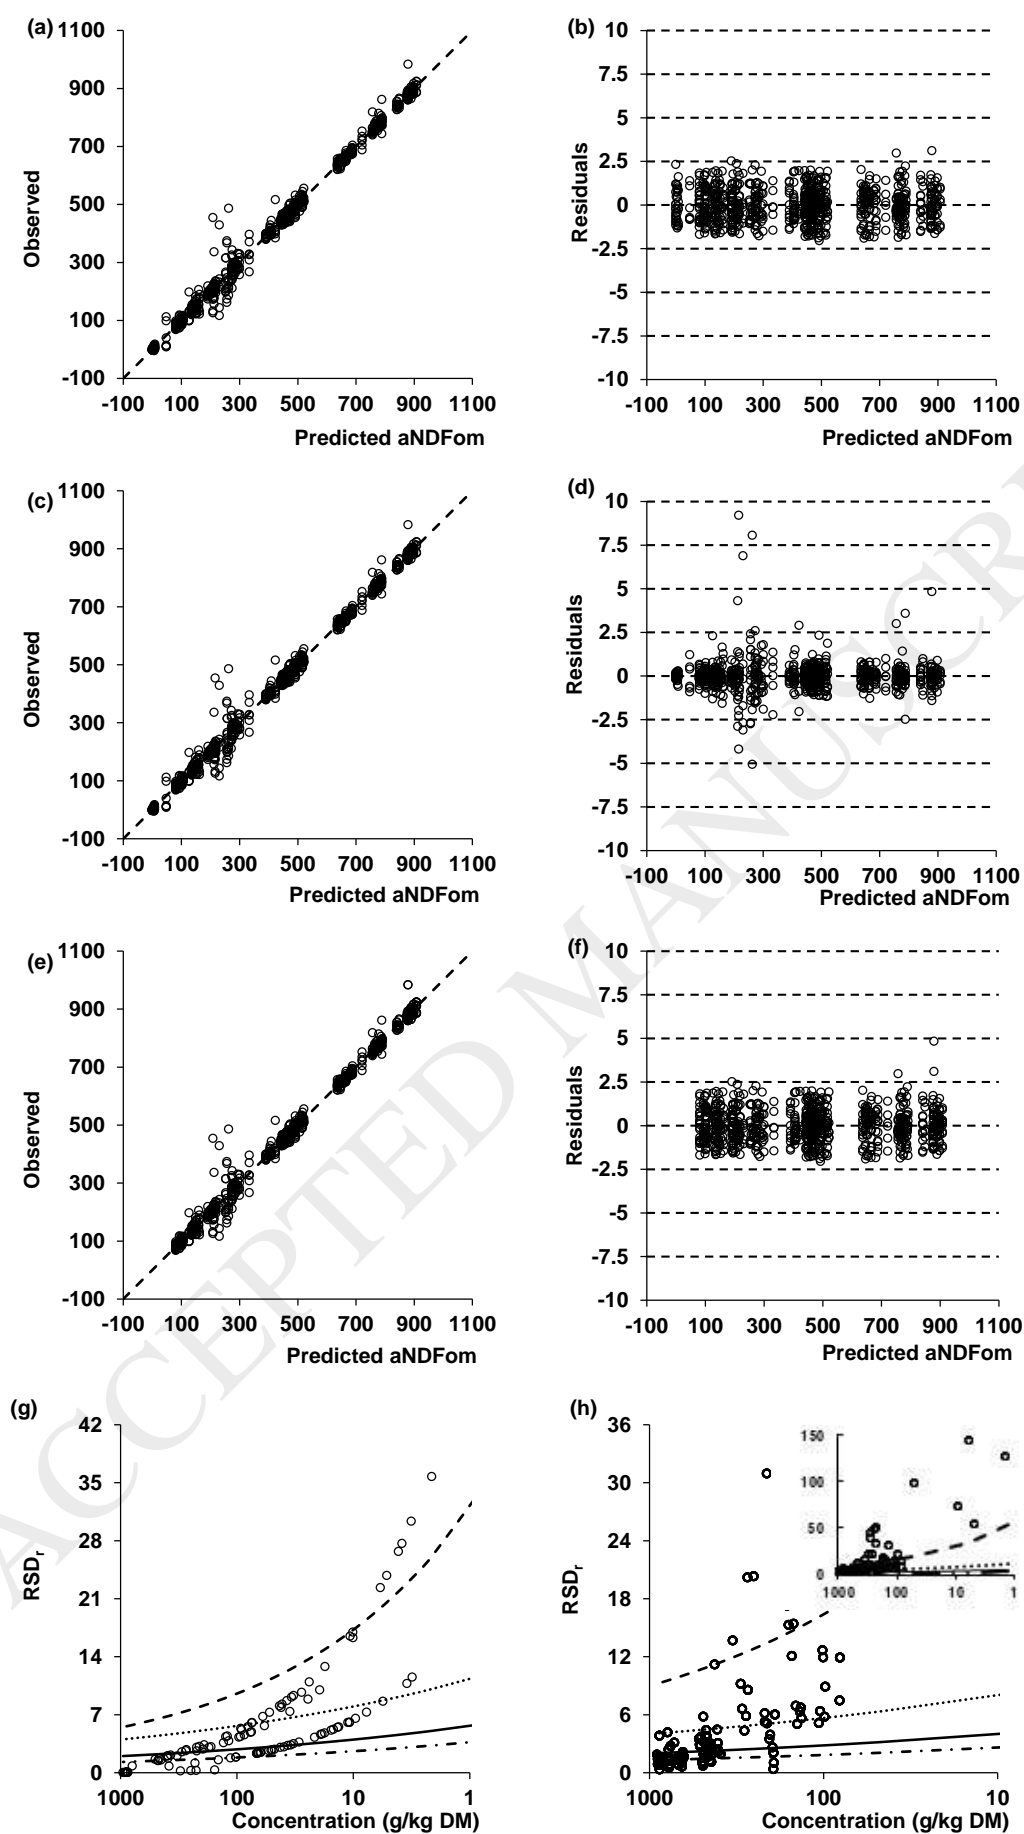 (a) 1100
900
700
500
300
100
-100
Observed
-100 100 300 500 700 900 1100
Predicted aNDFom
(b) 10
7.5
5
2.5
0
-2.5
-5
-7.5
-10
Residuals
-100 100 300 500 700 900 1100
Predicted aNDFom
(c) 1100
900
700
500
300
100
-100
Observed
-100 100 300 500 700 900 1100
Predicted aNDFom
(d) 10
7.5
5
2.5
0
-2.5
-5
-7.5
-10
Residuals
-100 100 300 500 700 900 1100
Predicted aNDFom
(e) 1100
900
700
500
300
100
-100
Observed
-100 100 300 500 700 900 1100
Predicted aNDFom
(f) 10
7.5
5
2.5
0
-2.5
-5
-7.5
-10
Residuals
-100 100 300 500 700 900 1100
Predicted aNDFom
(g) 42
35
28
21
14
7
0
RSDr
1000 100 10 1
Concentration (g/kg DM)
(h) 36
30
24
18
12
6
0
RSDr
1000 100 10
Concentration (g/kg DM)
150
100
50
0
1000 100 10 1
ACCEPTED MANUSCRI